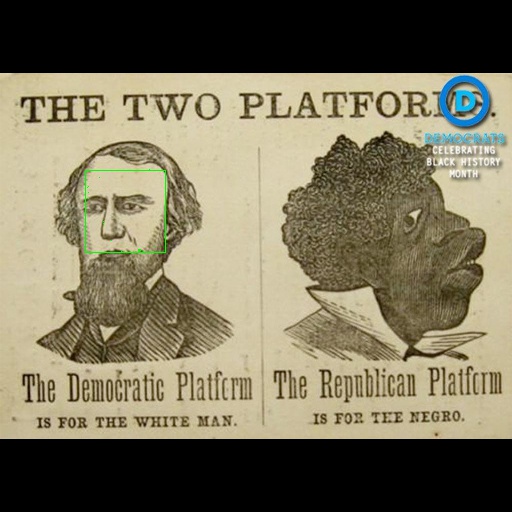 THE TWO PLATFORMS.
D
DEMOCRATS
CELEBRATING
BLACK HISTORY
MONTH
The Democratic Platform
IS FOR THE WHITE MAN.
The Republican Platform
IS FOR THE NEGRO.